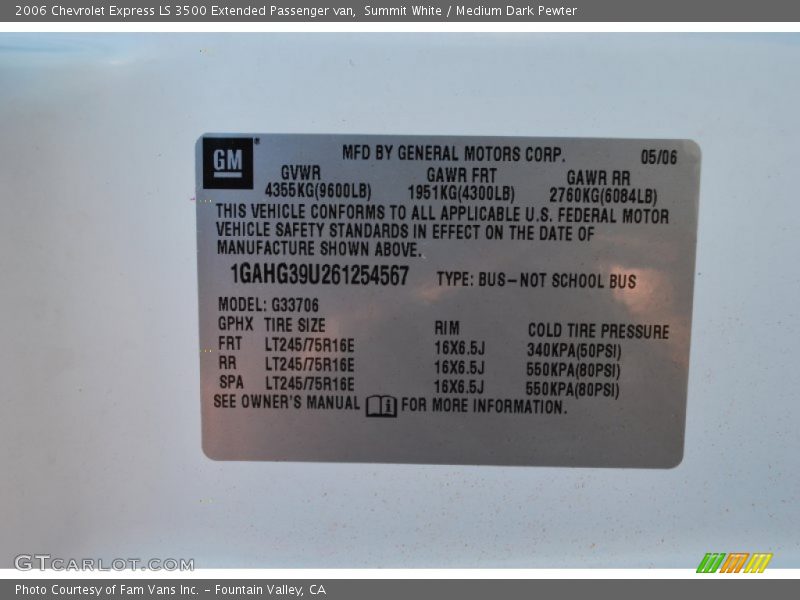 2006 Chevrolet Express LS 3500 Extended Passenger van, Summit White / Medium Dark Pewter
GM®
MFD BY GENERAL MOTORS CORP. 05/06
GVWR GAWR FRT GAWR RR
4355KG(9600LB) 1951KG(4300LB) 2760KG(6084LB)
THIS VEHICLE CONFORMS TO ALL APPLICABLE U.S. FEDERAL MOTOR
VEHICLE SAFETY STANDARDS IN EFFECT ON THE DATE OF
MANUFACTURE SHOWN ABOVE.
1GAHG39U261254567 TYPE: BUS-NOT SCHOOL BUS
MODEL: G33706
GPHX TIRE SIZE RIM COLD TIRE PRESSURE
FRT LT245/75R16E 16X6.5J 340KPA(50PSI)
RR LT245/75R16E 16X6.5J 550KPA(80PSI)
SPA LT245/75R16E 16X6.5J 550KPA(80PSI)
SEE OWNER'S MANUAL i FOR MORE INFORMATION.
GTCARLOT.COM
Photo Courtesy of Fam Vans Inc. - Fountain Valley, CA